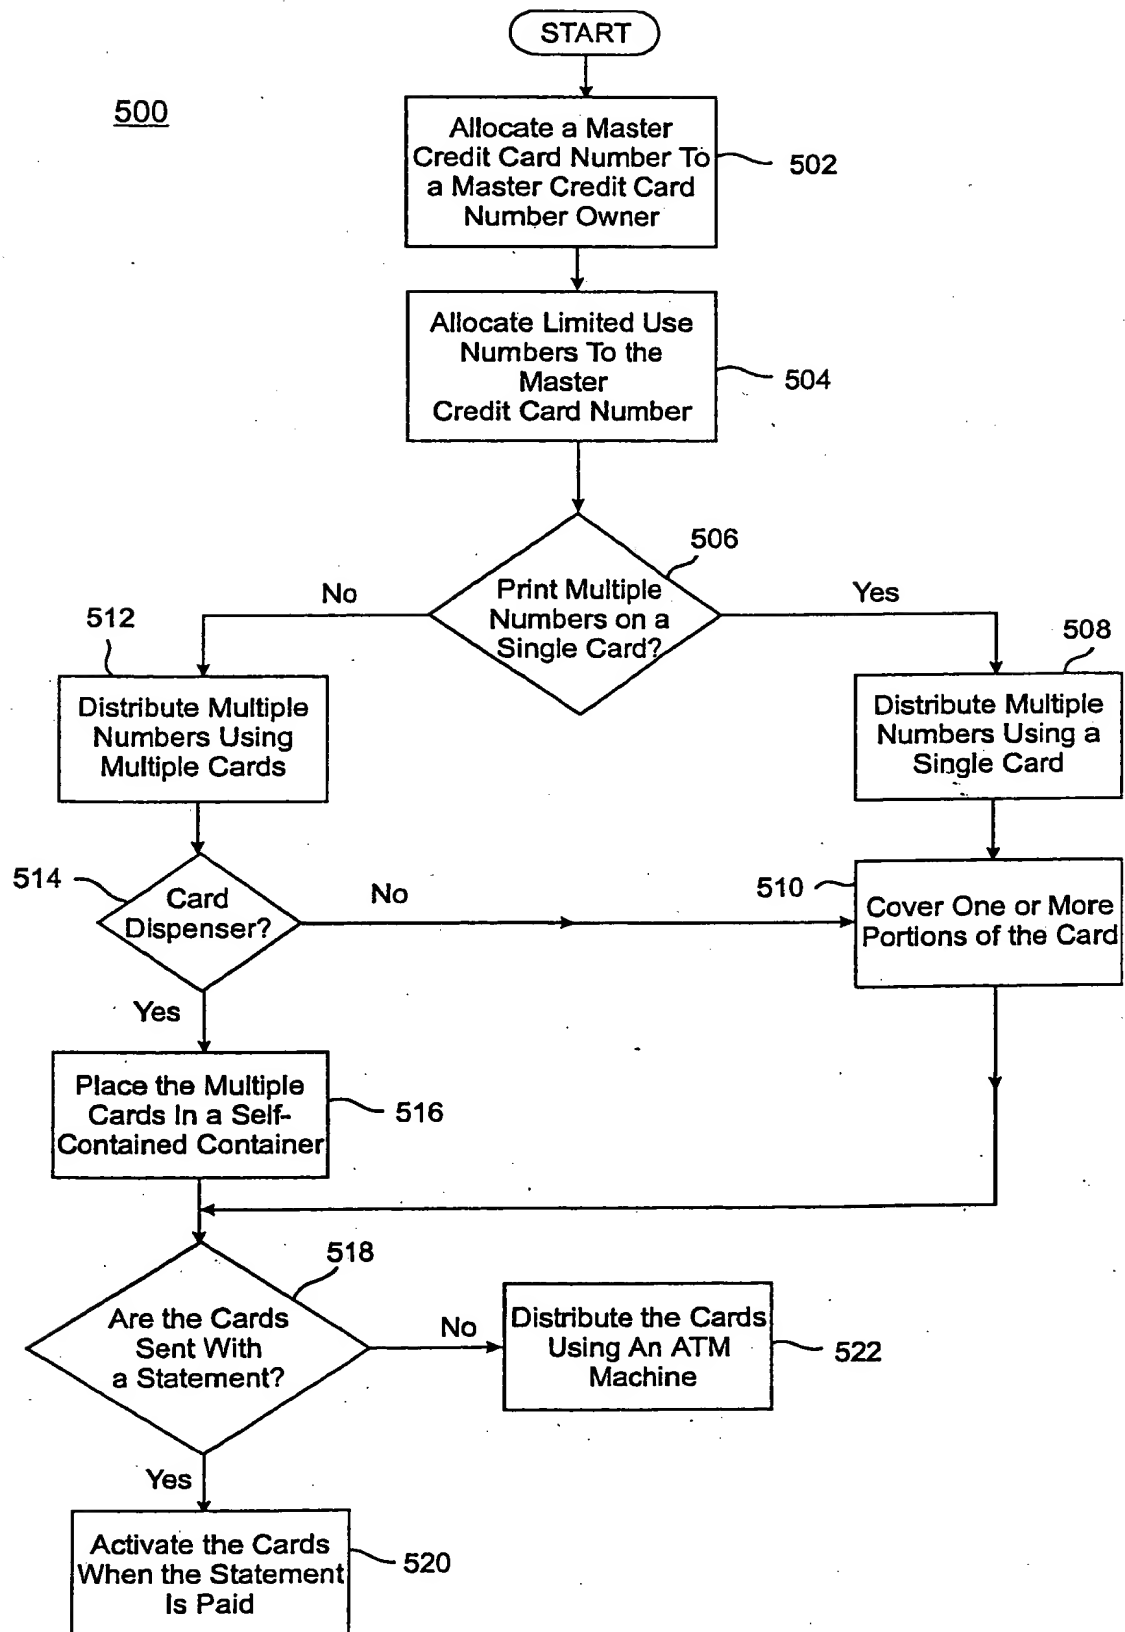 START
500
Allocate a Master
Credit Card Number To
a Master Credit Card
Number Owner
502
Allocate Limited Use
Numbers To the
Master
Credit Card Number
504
506
Print Multiple
Numbers on a
Single Card?
No
Yes
512
508
Distribute Multiple
Numbers Using
Multiple Cards
Distribute Multiple
Numbers Using a
Single Card
514
Card
Dispenser?
No
510
Cover One or More
Portions of the Card
Yes
Place the Multiple
Cards In a Self-
Contained Container
516
518
Are the Cards
Sent With
a Statement?
No
Distribute the Cards
Using An ATM
Machine
522
Yes
Activate the Cards
When the Statement
Is Paid
520